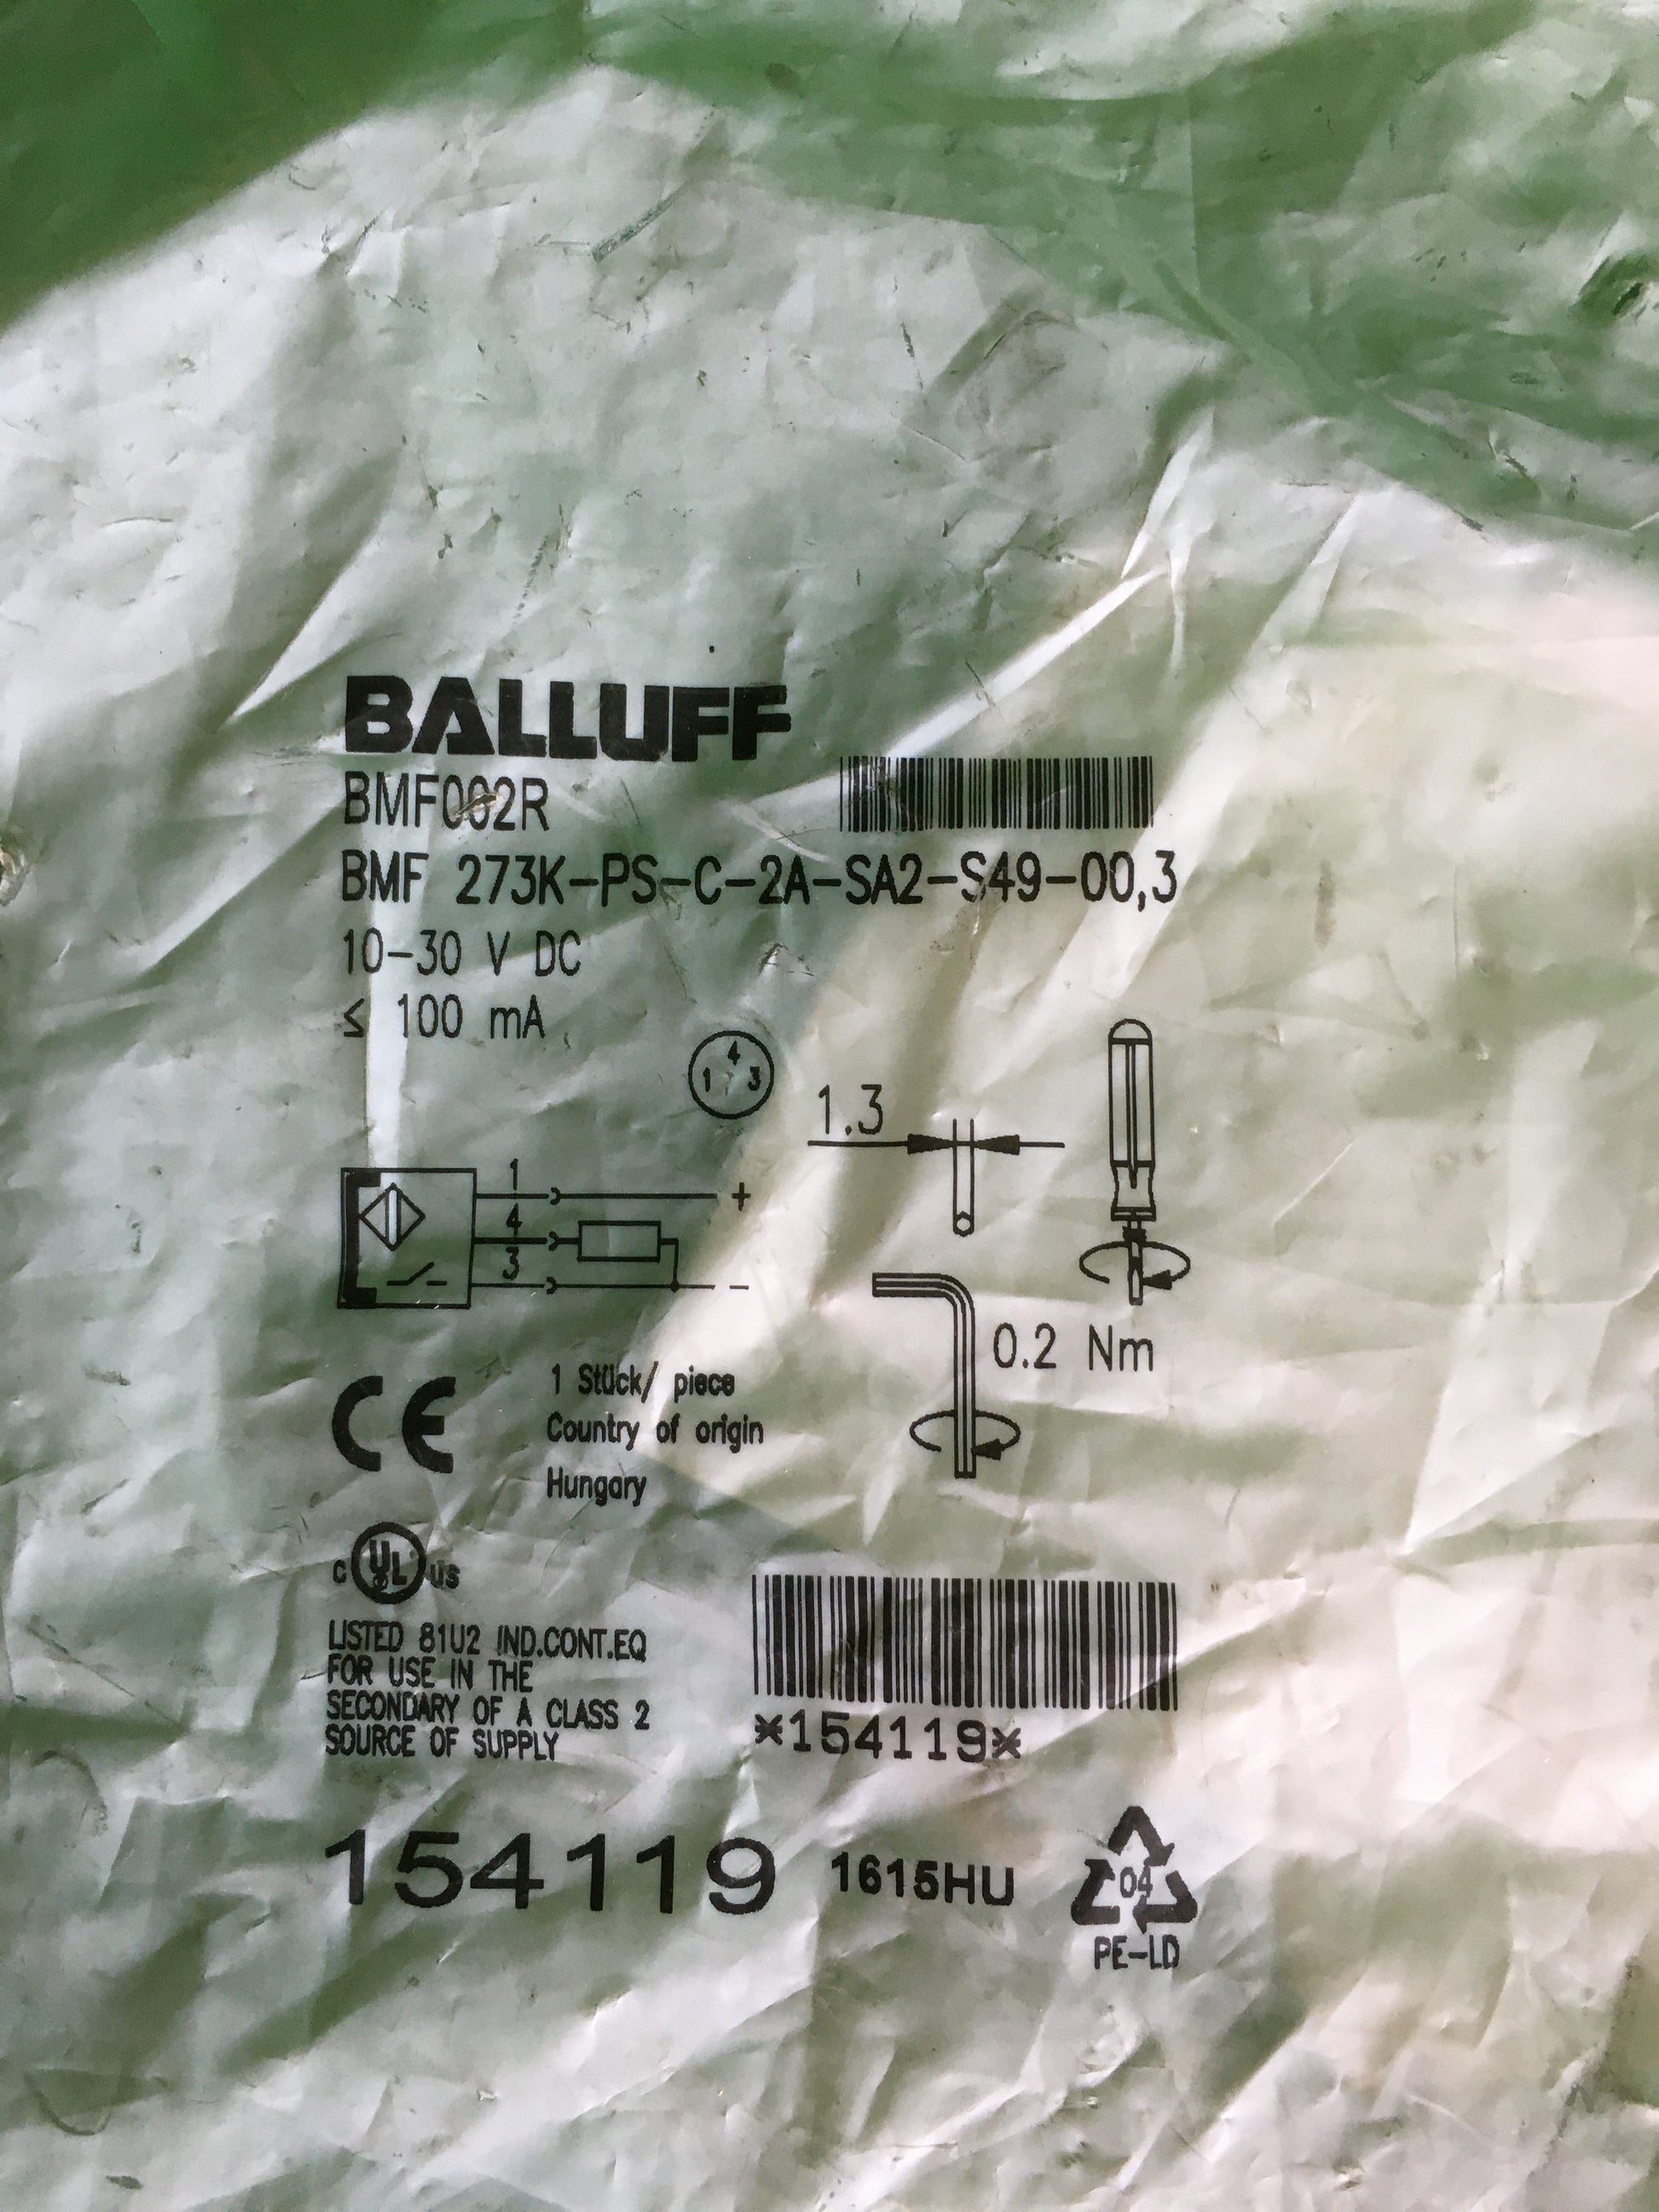 BALLUFF
BMF002R
BMF 273K-PS-C-2A-SA2-S49-00,3
10-30 V DC
≤ 100 mA
4
1 3
1.3
1
+
4
3
-
0.2 Nm
CE
1 Stück/ piece
Country of origin
Hungary
c UL us
LISTED 81U2 IND.CONT.EQ
FOR USE IN THE
SECONDARY OF A CLASS 2
SOURCE OF SUPPLY
*154119*
154119
1615HU
04
PE-LD